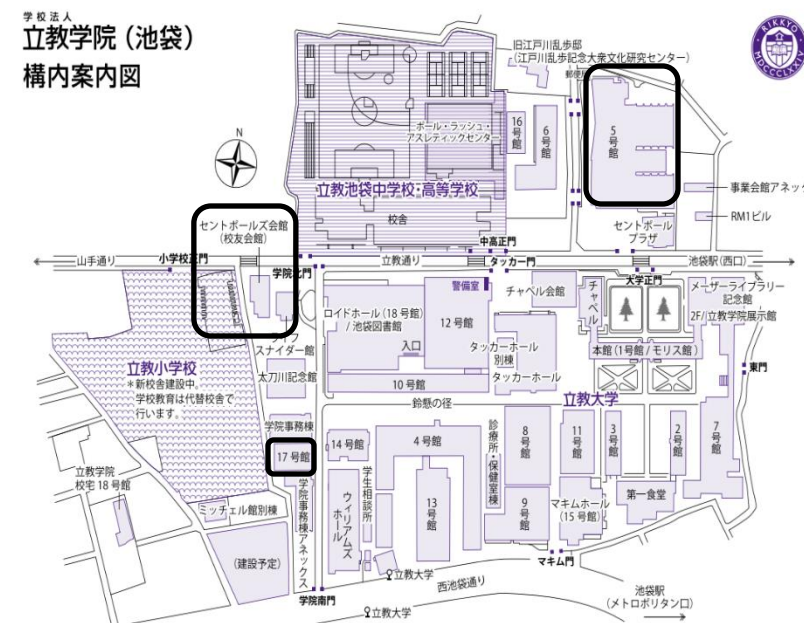 学校法人
立教学院（池袋）
構内案内図
RIKKYO
MDCCCLXXIV
旧江戸川乱歩邸
（江戸川乱歩記念大衆文化研究センター）
郵便局
N
ポール・ラッシュ・
アスレティックセンター
16号館
6号館
5号館
立教池袋中学校・高等学校
校舎
事業会館アネックス
RM1ビル
セントポール
プラザ
セントポールズ会館
（校友会館）
山手通り
小学校正門
学院北門
立教通り
中高正門
タッカー門
大学正門
池袋駅（西口）
警備室
チャペル会館
チャペル
メーザーライブラリー
記念館
2F/立教学院展示館
ロイドホール（18号館）
/池袋図書館
12号館
入口
タッカーホール
別棟
タッカーホール
本館（1号館/モリス館）
東門
スナイダー館
太刀川記念館
立教小学校
＊新校舎建設中。
学校教育は代替校舎で
行います。
10号館
鈴懸の径
立教大学
学院事務棟
17号館
14号館
4号館
診療所・保健室棟
8号館
11号館
3号館
2号館
7号館
立教学院
校宅18号館
学院事務棟アネックス
ウィリアムズ
ホール
学生相談所
13号館
9号館
マキムホール
（15号館）
第一食堂
ミッチェル館別棟
（建設予定）
マキム門
立教大学
西池袋通り
学院南門
立教大学
池袋駅
（メトロポリタン口）